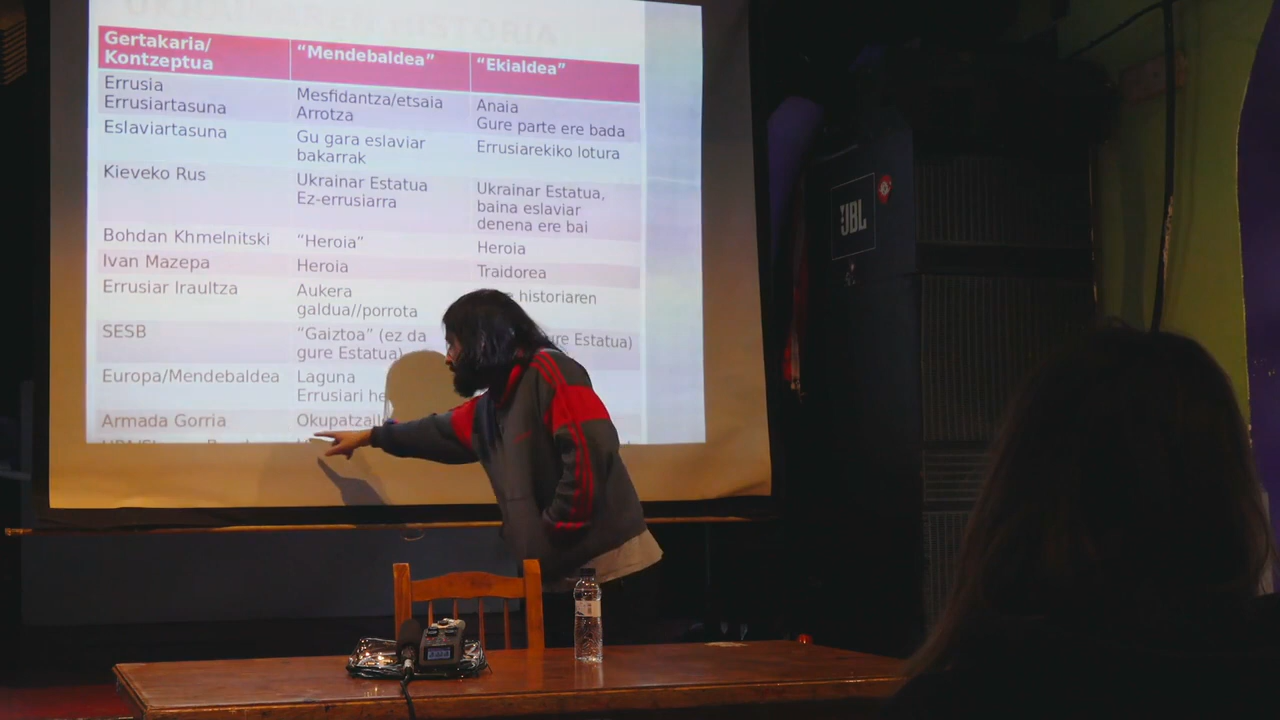 UKRAINAREN HISTORIA
Gertakaria/
Kontzeptua
“Mendebaldea”
“Ekialdea”
Errusia
Errusiartasuna
Mesfidantza/etsaia
Arrotza
Anaia
Gure parte ere bada
Eslaviartasuna
Gu gara eslaviar
bakarrak
Errusiarekiko lotura
Kieveko Rus
Ukrainar Estatua
Ez-errusiarra
Ukrainar Estatua,
baina eslaviar
denena ere bai
Bohdan Khmelnitski
“Heroia”
Heroia
Ivan Mazepa
Heroia
Traidorea
Errusiar Iraultza
Aukera
galdua//porrota
historiaren
SESB
“Gaiztoa” (ez da
gure Estatua)
Estatua)
Europa/Mendebaldea
Laguna
Errusiari
Armada Gorria
JBL